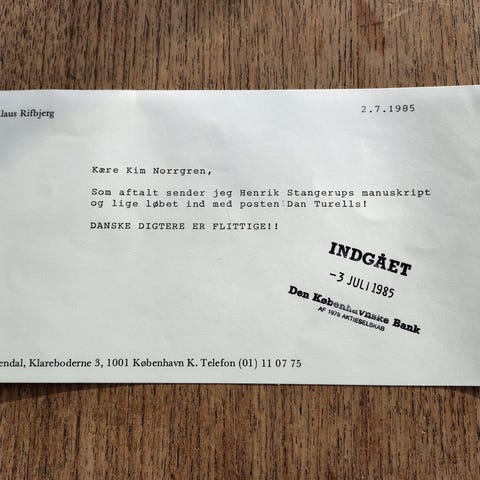 laus Rifbjerg
2.7.1985
Kære Kim Norrgren,
Som aftalt sender jeg Henrik Stangerups manuskript
og lige løbet ind med posten Dan Turells!
DANSKE DIGTERE ER FLITTIGE!!
INDGÅET
-3 JULI 1985
Den Københavnske Bank
AF 1979 AKTIESELSKAB
endal, Klareboderne 3, 1001 København K. Telefon (01) 11 07 75